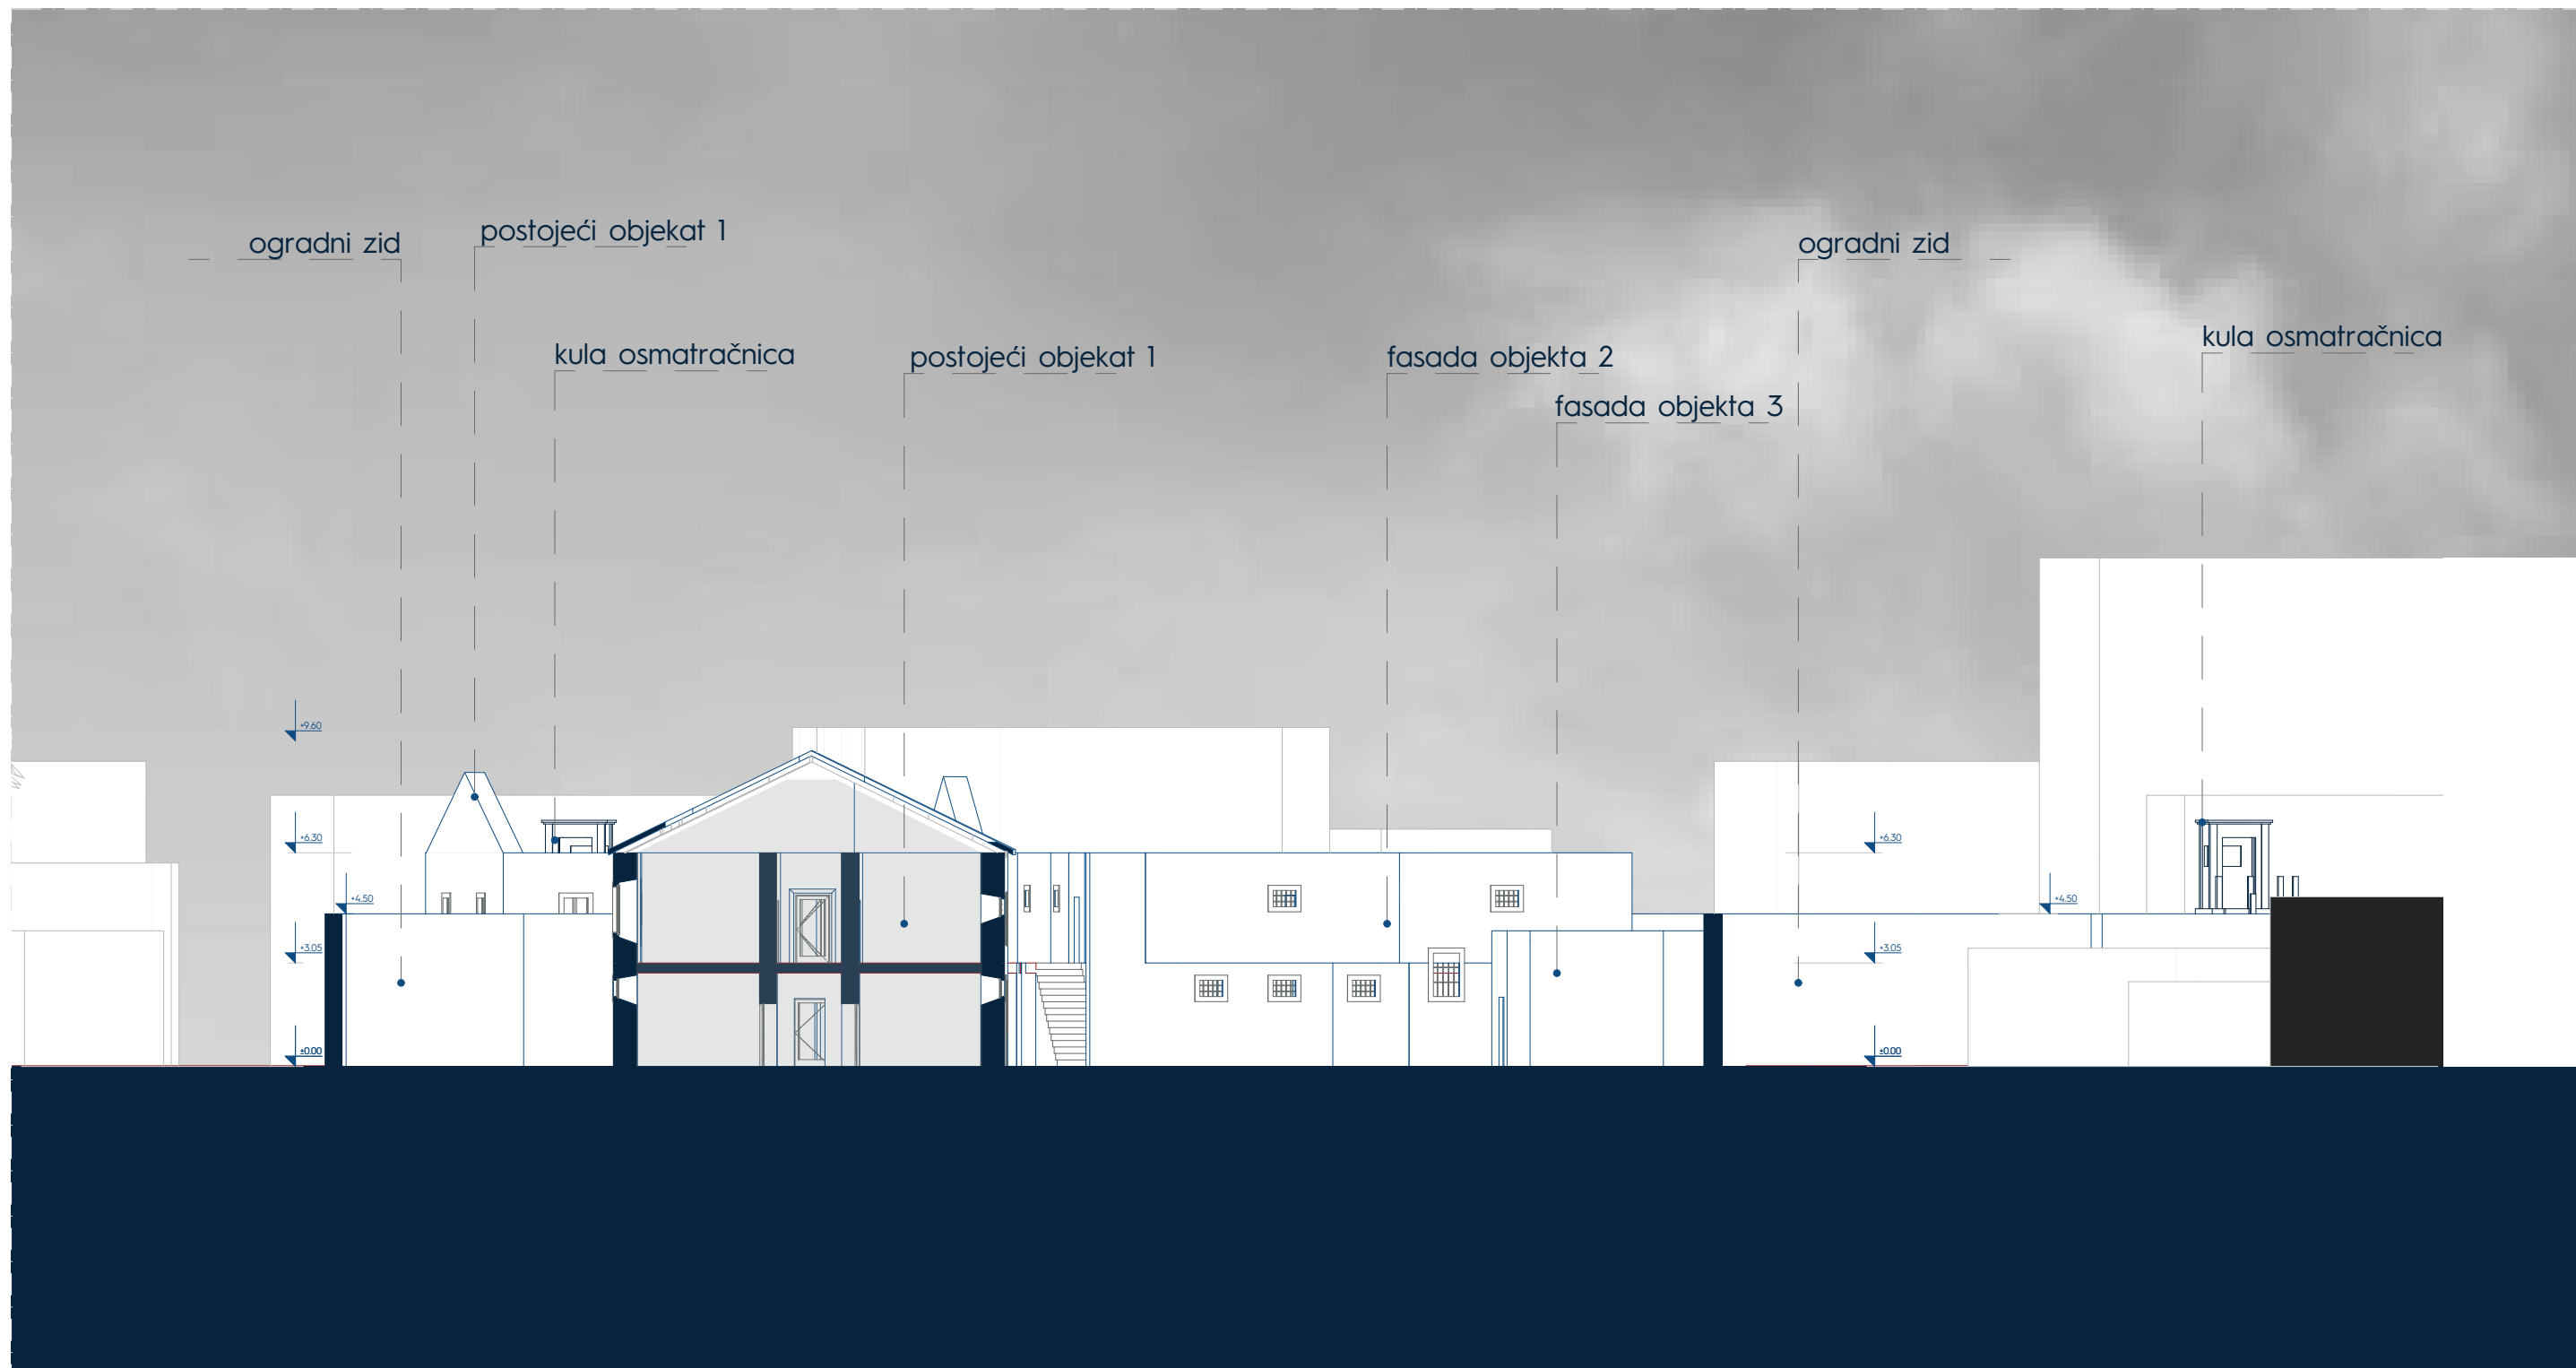 postojeći objekat 1
ogradni zid
ogradni zid
kula osmatračnica
kula osmatračnica
postojeći objekat 1
fasada objekta 2
fasada objekta 3
+9.60
+6.30
+6.30
+4.50
+4.50
+3.05
+3.05
±0.00
±0.00